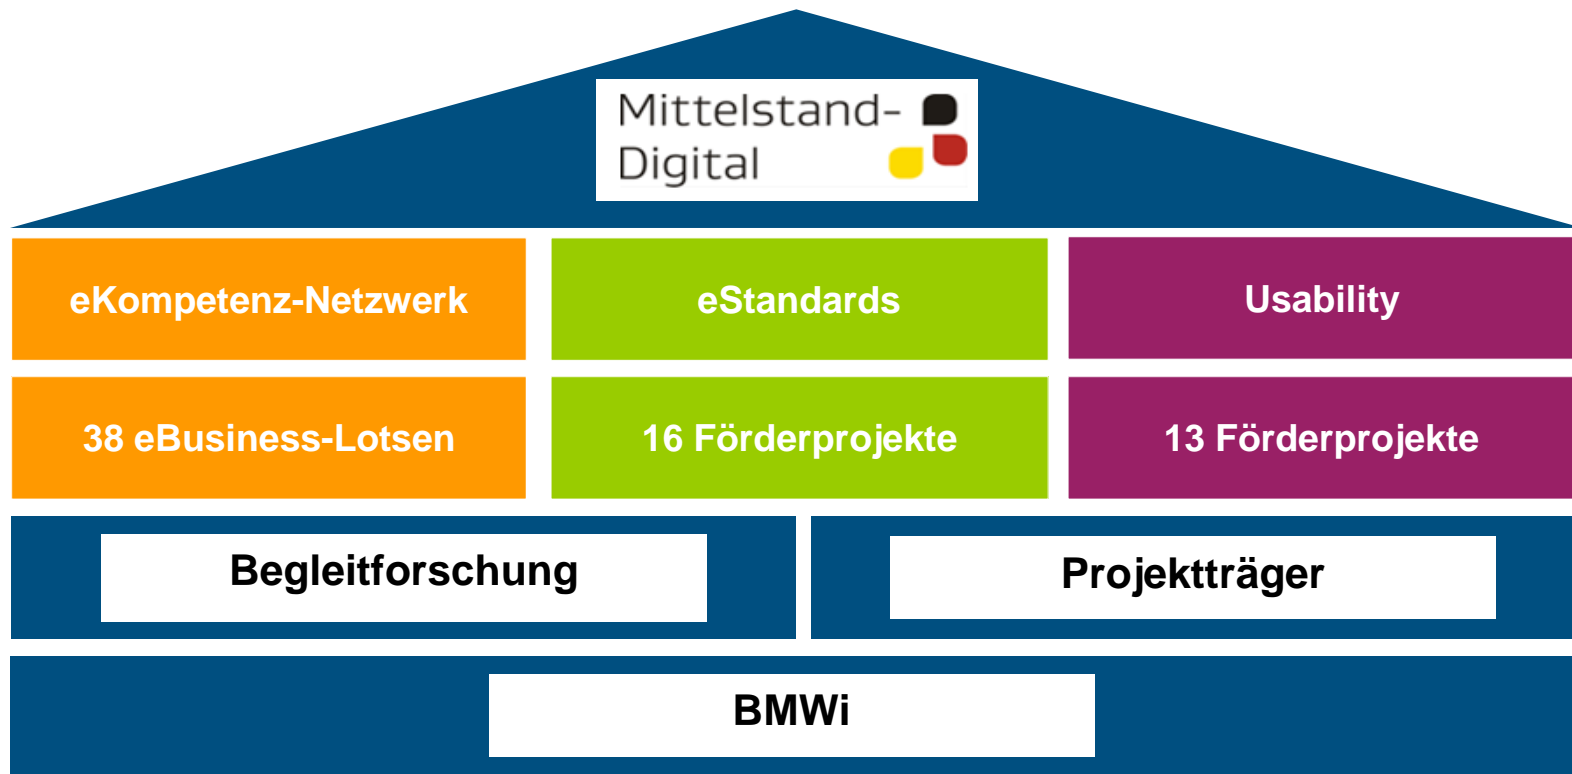 Mittelstand-
Digital
eKompetenz-Netzwerk
eStandards
Usability
38 eBusiness-Lotsen
16 Förderprojekte
13 Förderprojekte
Begleitforschung
Projektträger
BMWi